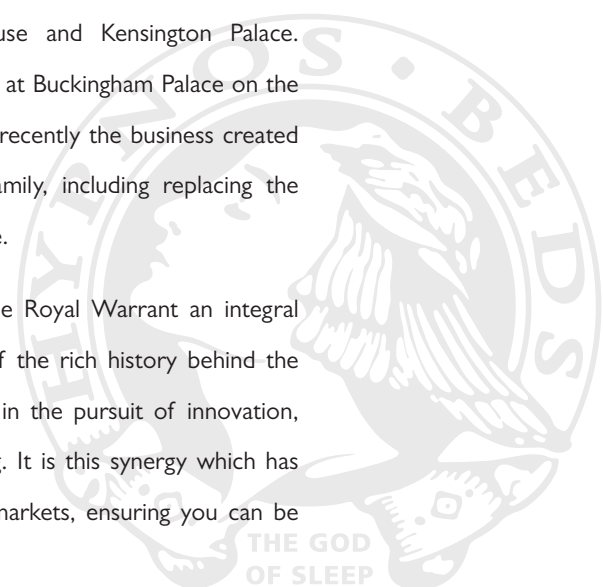 use and Kensington Palace.
at Buckingham Palace on the
recently the business created
amily, including replacing the
e.
e Royal Warrant an integral
f the rich history behind the
in the pursuit of innovation,
g. It is this synergy which has
markets, ensuring you can be
HYPNOS • BEDS
THE GOD
OF SLEEP